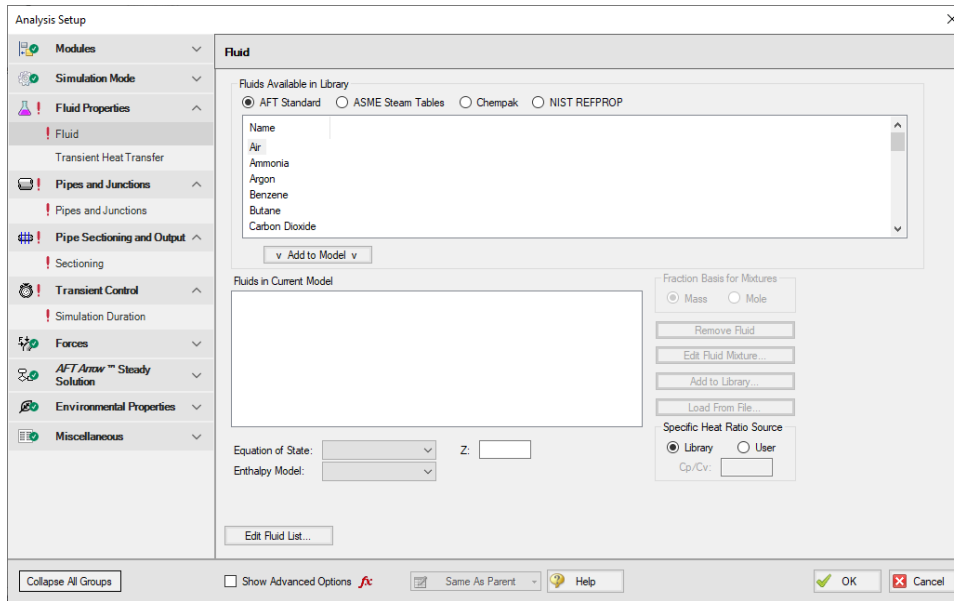 Analysis Setup
Modules
Simulation Mode
Fluid Properties
Fluid
Transient Heat Transfer
Pipes and Junctions
Pipes and Junctions
Pipe Sectioning and Output
Sectioning
Transient Control
Simulation Duration
Forces
AFT Arrow ™ Steady
Solution
Environmental Properties
Miscellaneous
Collapse All Groups
Fluid
Fluids Available in Library
AFT Standard ASME Steam Tables Chempak NIST REFPROP
Name
Air
Ammonia
Argon
Benzene
Butane
Carbon Dioxide
v Add to Model v
Fluids in Current Model
Fraction Basis for Mixtures
Mass Mole
Remove Fluid
Edit Fluid Mixture...
Add to Library...
Load From File...
Specific Heat Ratio Source
Library User
Cp/Cv:
Equation of State: Z:
Enthalpy Model:
Edit Fluid List...
Show Advanced Options fx Same As Parent Help OK Cancel